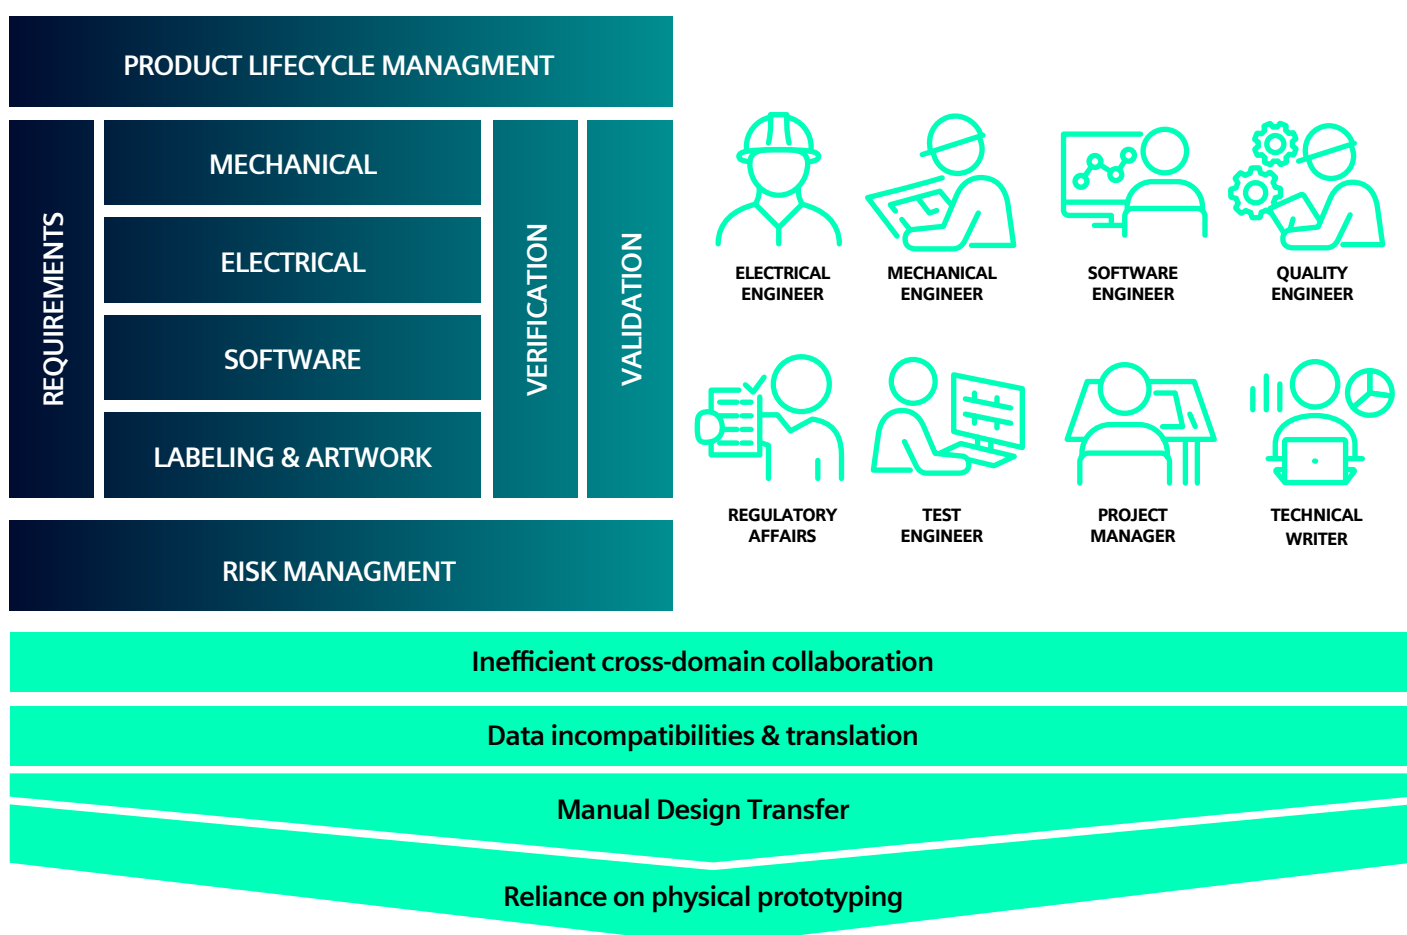 PRODUCT LIFECYCLE MANAGMENT
REQUIREMENTS
MECHANICAL
ELECTRICAL
SOFTWARE
LABELING & ARTWORK
VERIFICATION
VALIDATION
RISK MANAGMENT
ELECTRICAL
ENGINEER
MECHANICAL
ENGINEER
SOFTWARE
ENGINEER
QUALITY
ENGINEER
REGULATORY
AFFAIRS
TEST
ENGINEER
PROJECT
MANAGER
TECHNICAL
WRITER
Inefficient cross-domain collaboration
Data incompatibilities & translation
Manual Design Transfer
Reliance on physical prototyping